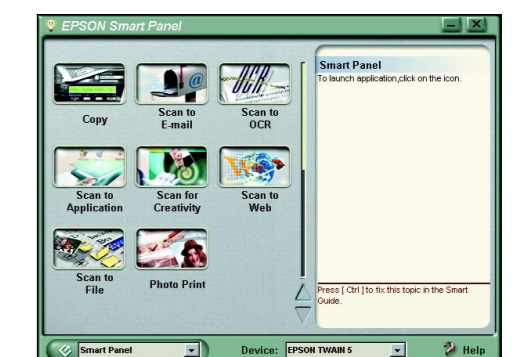 EPSON Smart Panel
Copy
Scan to
E-mail
Scan to
OCR
Scan to
Application
Scan for
Creativity
Scan to
Web
Scan to
File
Photo Print
Smart Panel
To launch application,click on the icon.
Press [ Ctrl ] to fix this topic in the Smart
Guide.
Smart Panel
Device:
EPSON TWAIN 5
Help